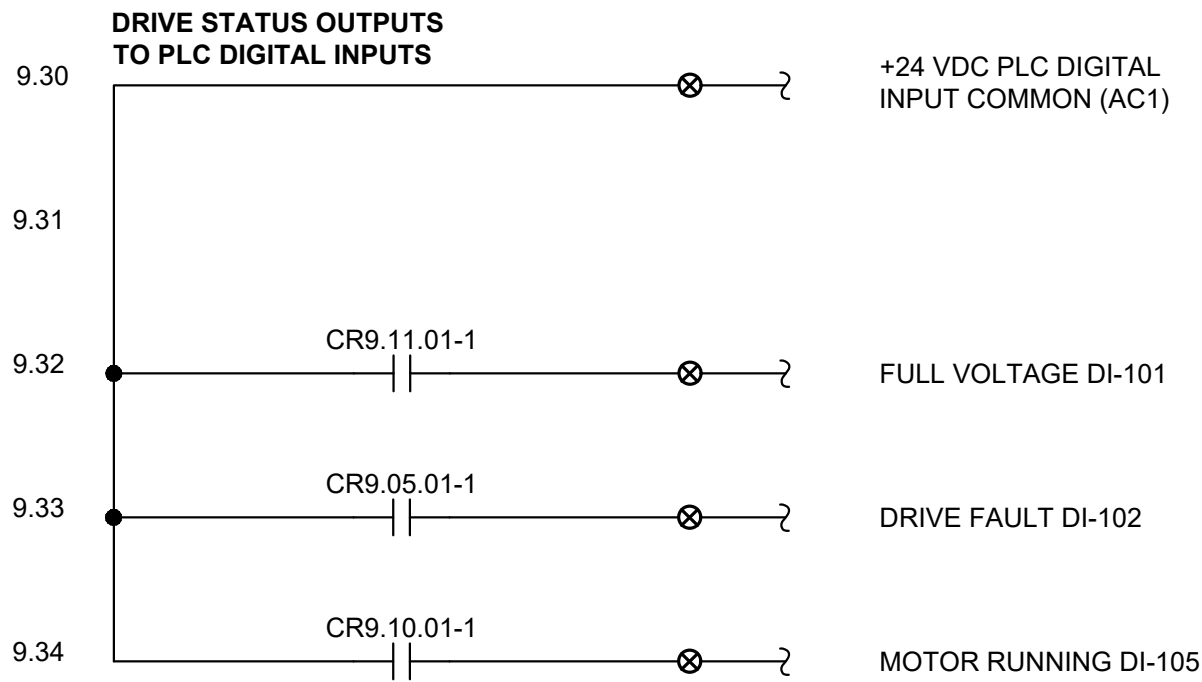 DRIVE STATUS OUTPUTS
TO PLC DIGITAL INPUTS
9.30
+24 VDC PLC DIGITAL
INPUT COMMON (AC1)
9.31
CR9.11.01-1
9.32
FULL VOLTAGE DI-101
CR9.05.01-1
9.33
DRIVE FAULT DI-102
CR9.10.01-1
9.34
MOTOR RUNNING DI-105